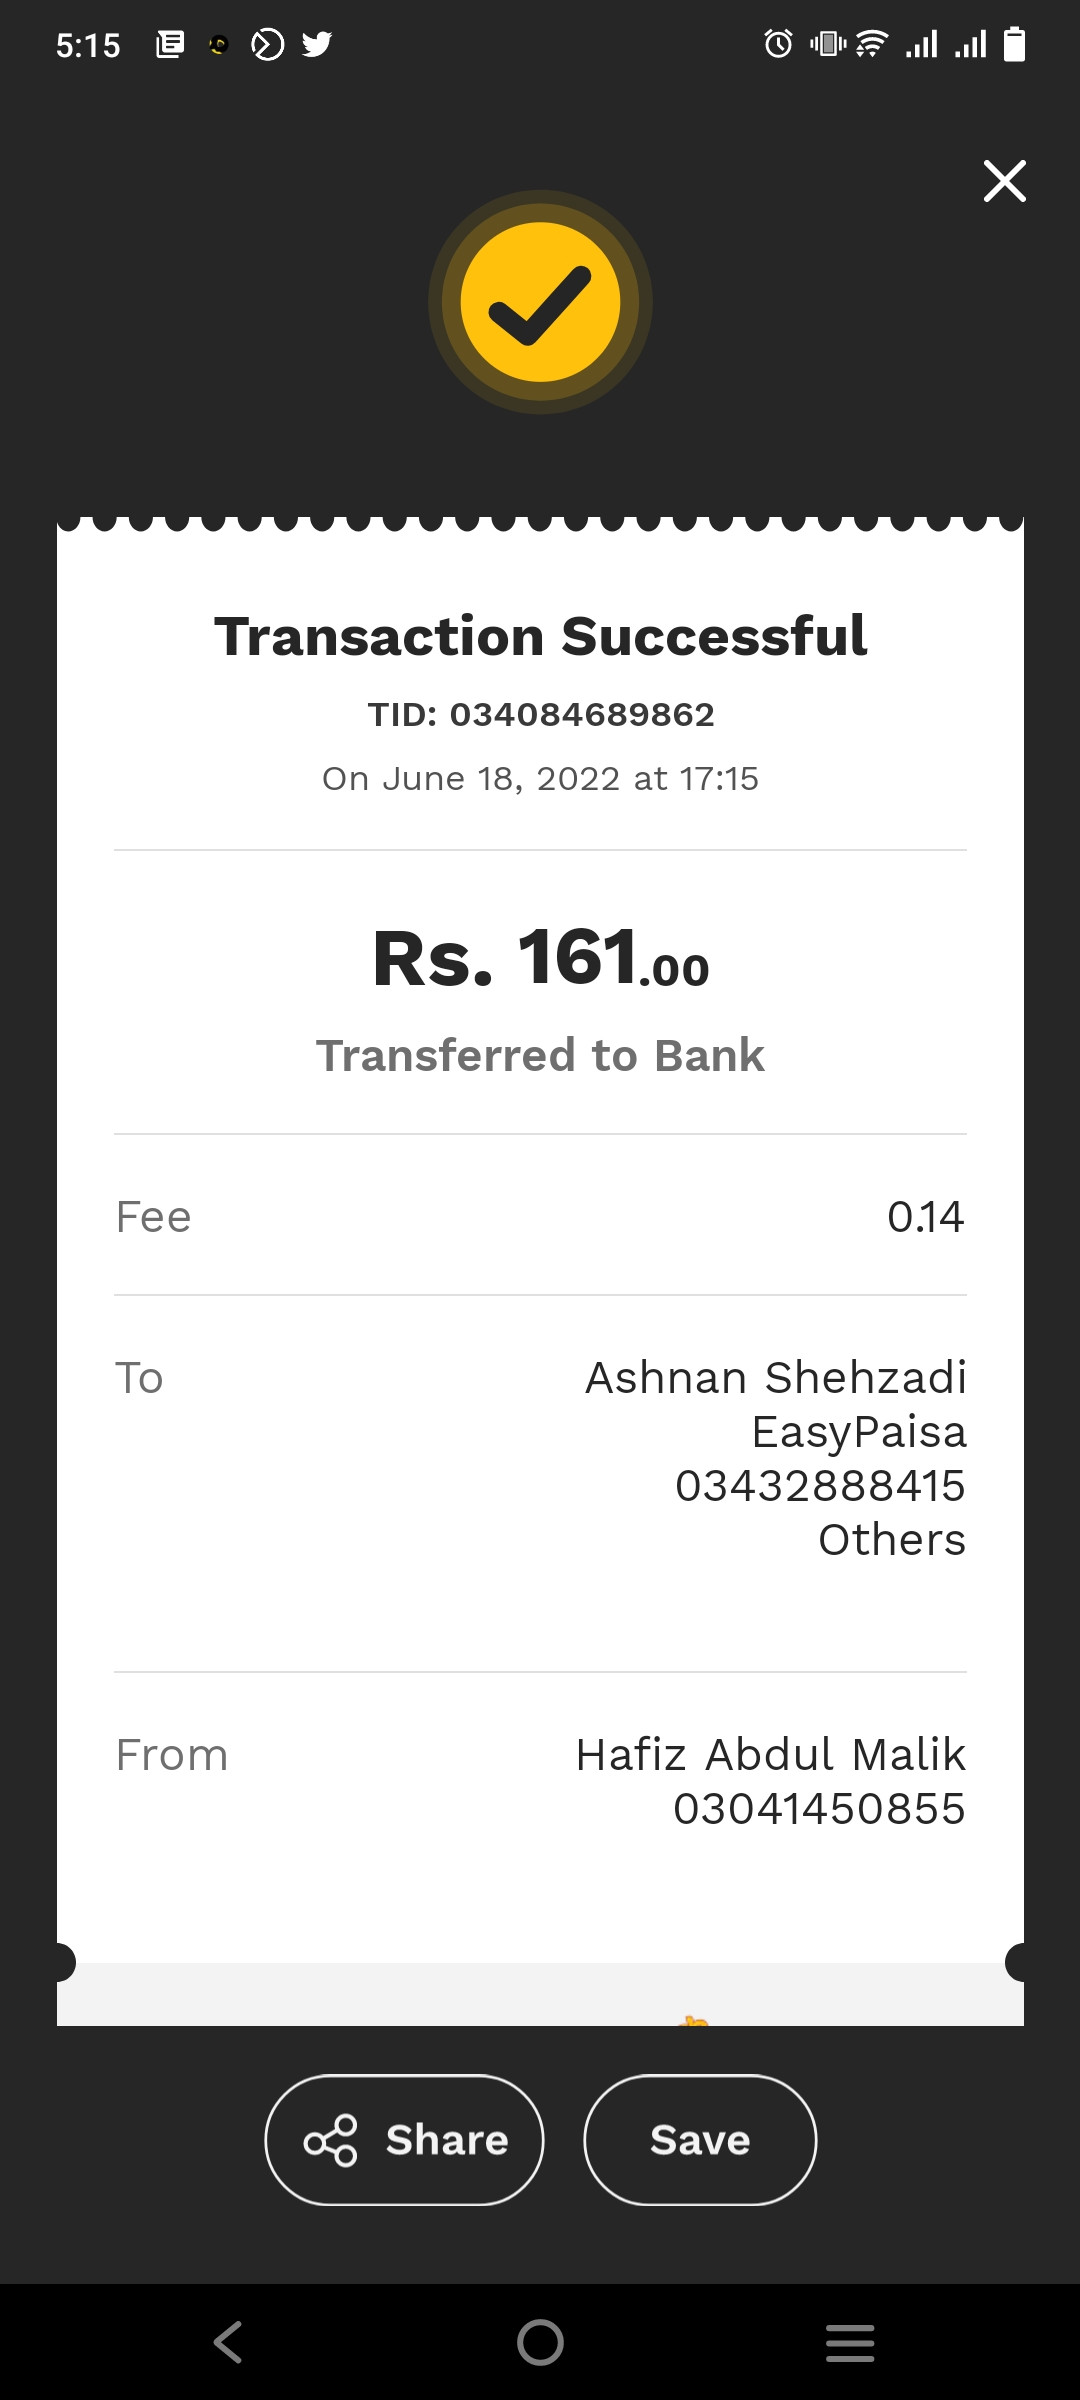 5:15
Transaction Successful
TID: 034084689862
On June 18, 2022 at 17:15
Rs. 161.00
Transferred to Bank
Fee 0.14
To Ashnan Shehzadi
EasyPaisa
03432888415
Others
From Hafiz Abdul Malik
03041450855
Share Save